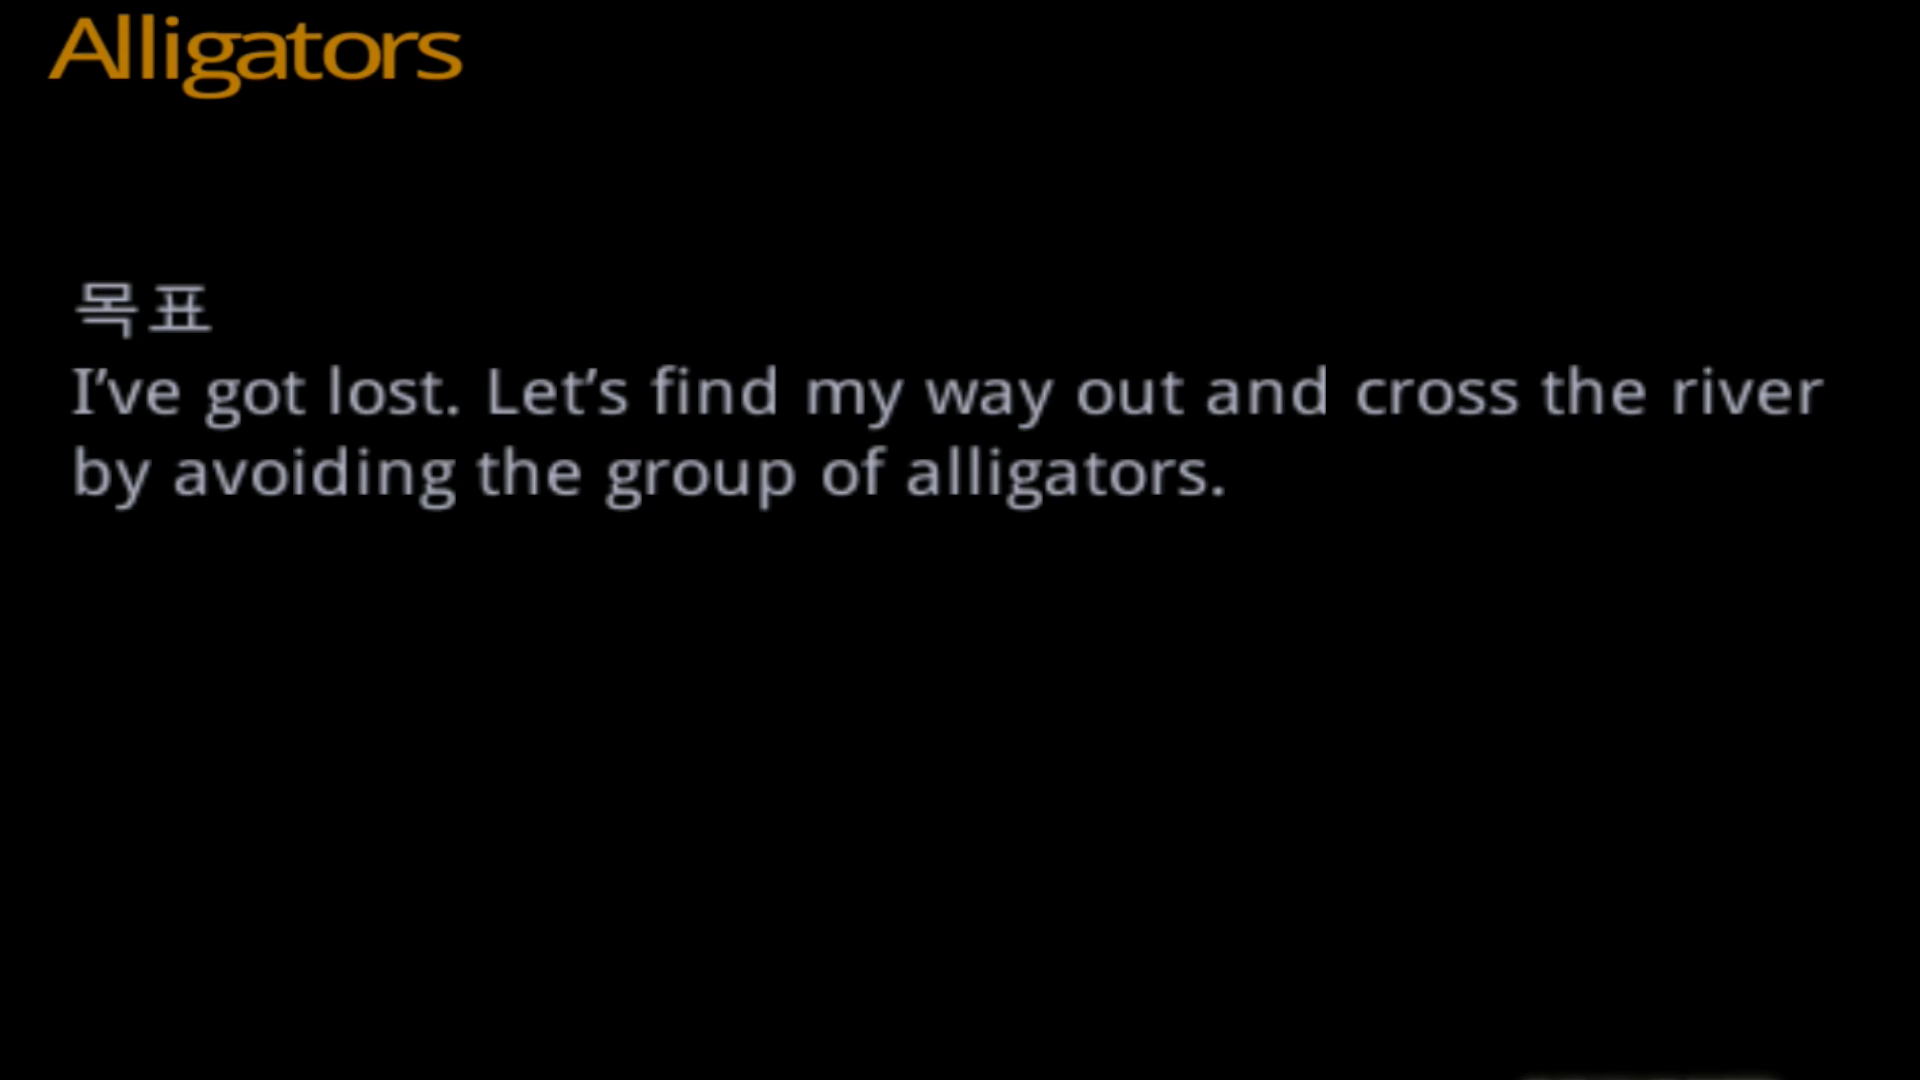 Alligators
목표
I’ve got lost. Let’s find my way out and cross the river
by avoiding the group of alligators.